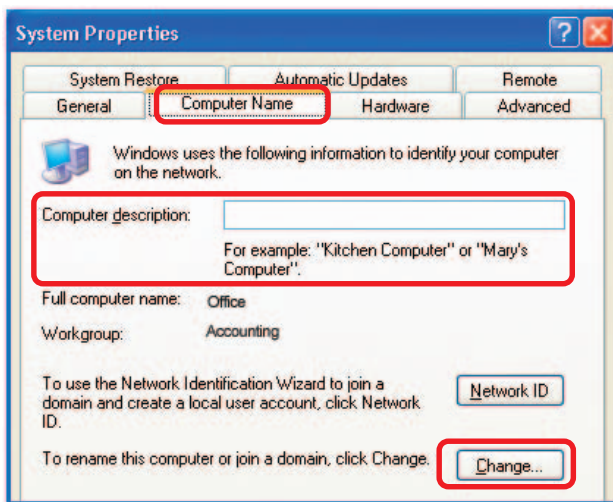 System Properties
?
System Restore Automatic Updates Remote
General Computer Name Hardware Advanced
Windows uses the following information to identify your computer
on the network.
Computer description:
For example: "Kitchen Computer" or "Mary's
Computer".
Full computer name: Office
Workgroup: Accounting
To use the Network Identification Wizard to join a
domain and create a local user account, click Network
ID.
Network ID
To rename this computer or join a domain, click Change.
Change...